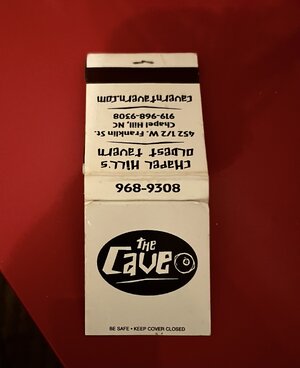 caverntavern.com
919-968-9308
Chapel Hill, NC
452 1/2 W. Franklin St.
oldest tavern
chapel hill's
968-9308
the
Cave
BE SAFE • KEEP COVER CLOSED